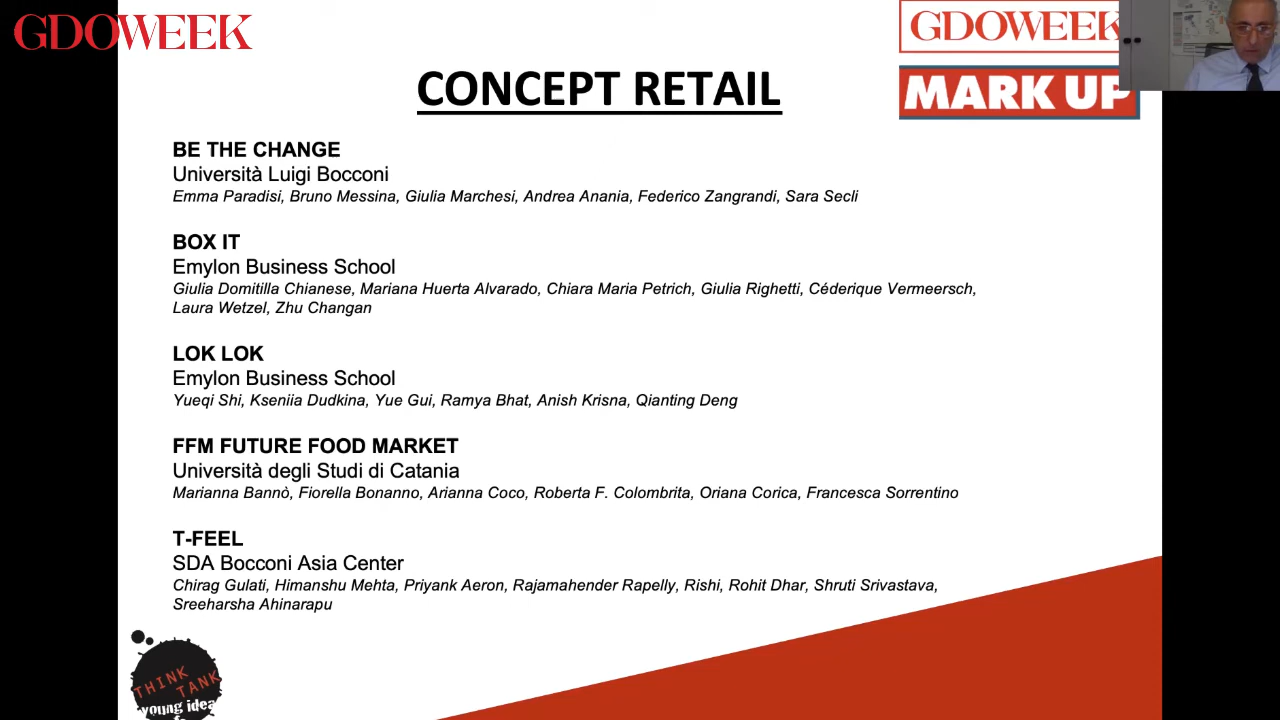 GDOWEEK
GDOWEEK
CONCEPT RETAIL
MARK UP
BE THE CHANGE
Università Luigi Bocconi
Emma Paradisi, Bruno Messina, Giulia Marchesi, Andrea Anania, Federico Zangrandi, Sara Secli
BOX IT
Emylon Business School
Giulia Domitilla Chianese, Mariana Huerta Alvarado, Chiara Maria Petrich, Giulia Righetti, Céderique Vermeersch,
Laura Wetzel, Zhu Changan
LOK LOK
Emylon Business School
Yueqi Shi, Kseniia Dudkina, Yue Gui, Ramya Bhat, Anish Krisna, Qianting Deng
FFM FUTURE FOOD MARKET
Università degli Studi di Catania
Marianna Bannò, Fiorella Bonanno, Arianna Coco, Roberta F. Colombrita, Oriana Corica, Francesca Sorrentino
T-FEEL
SDA Bocconi Asia Center
Chirag Gulati, Himanshu Mehta, Priyank Aeron, Rajamahender Rapelly, Rishi, Rohit Dhar, Shruti Srivastava,
Sreeharsha Ahinarapu
THINK
TANK
young idea